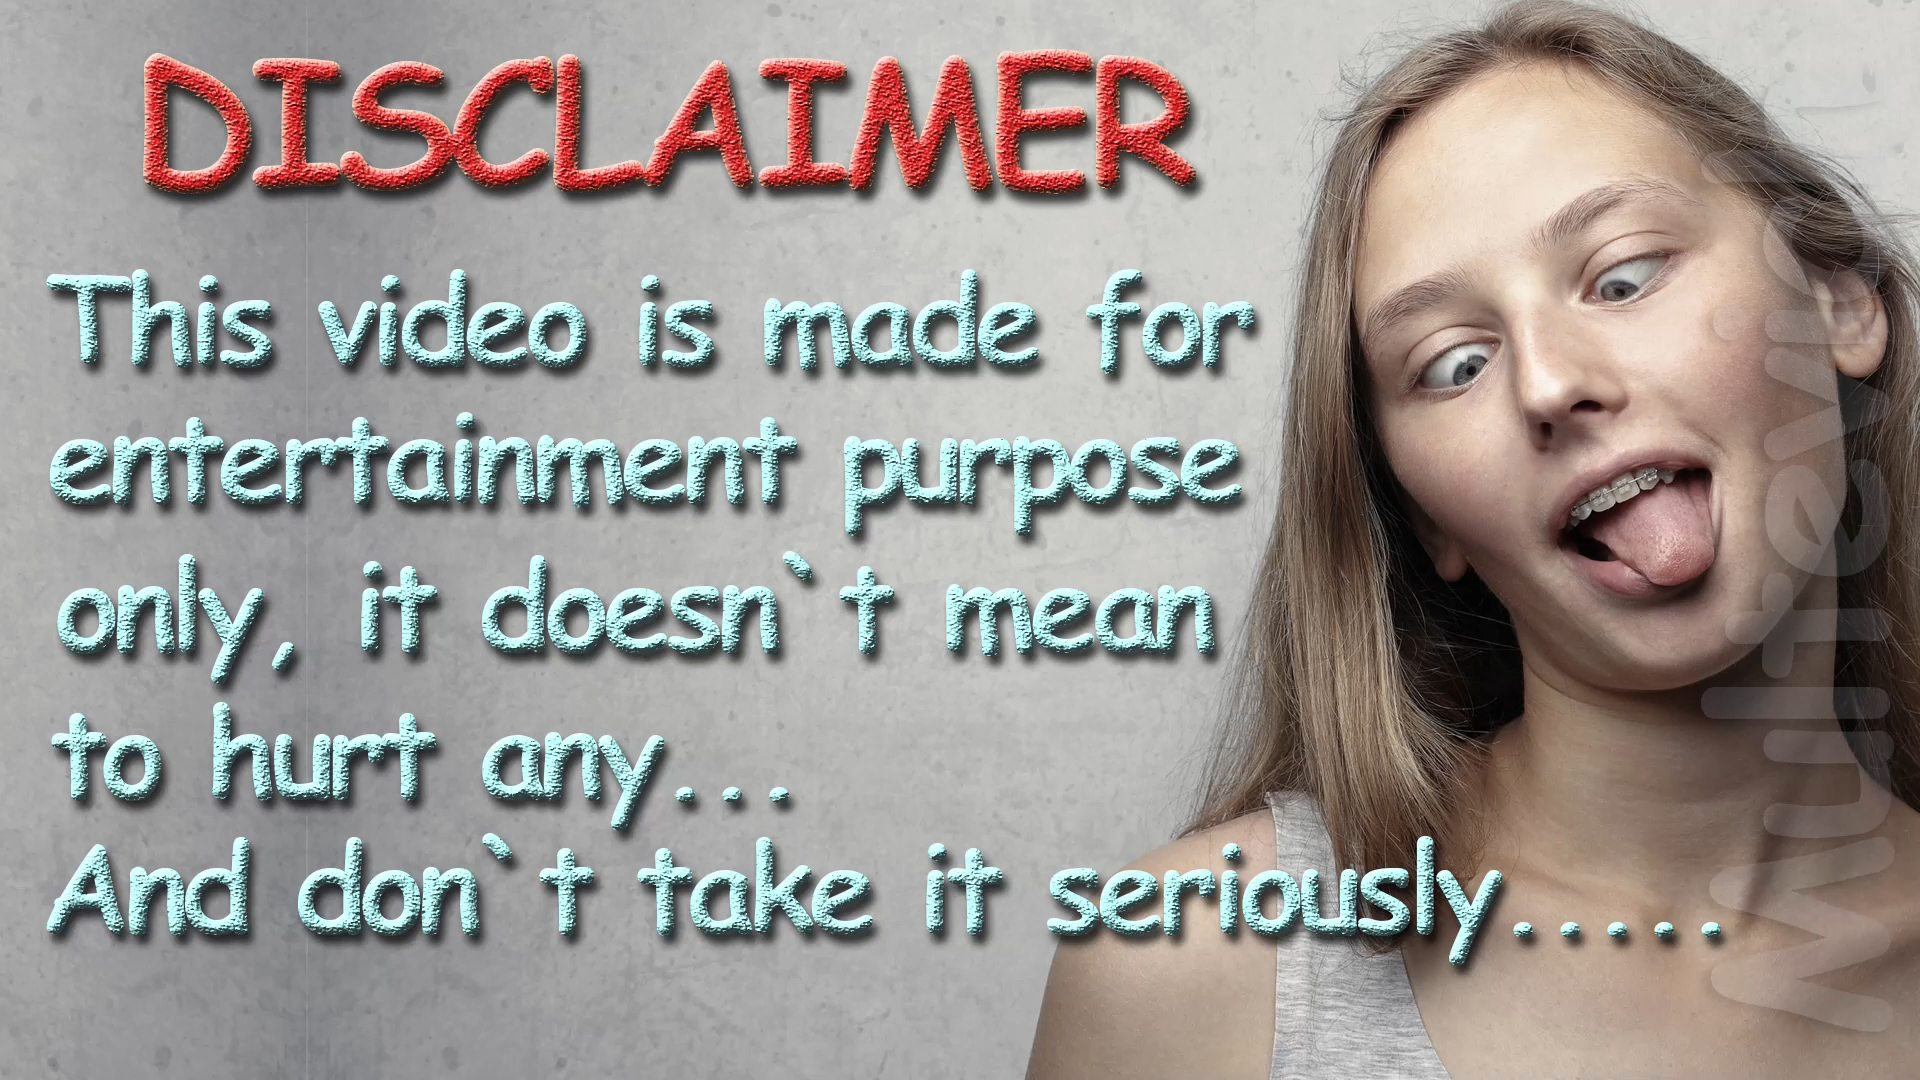 DISCLAIMER
This video is made for
entertainment purpose
only, it doesn`t mean
to hurt any...
And don`t take it seriously.....